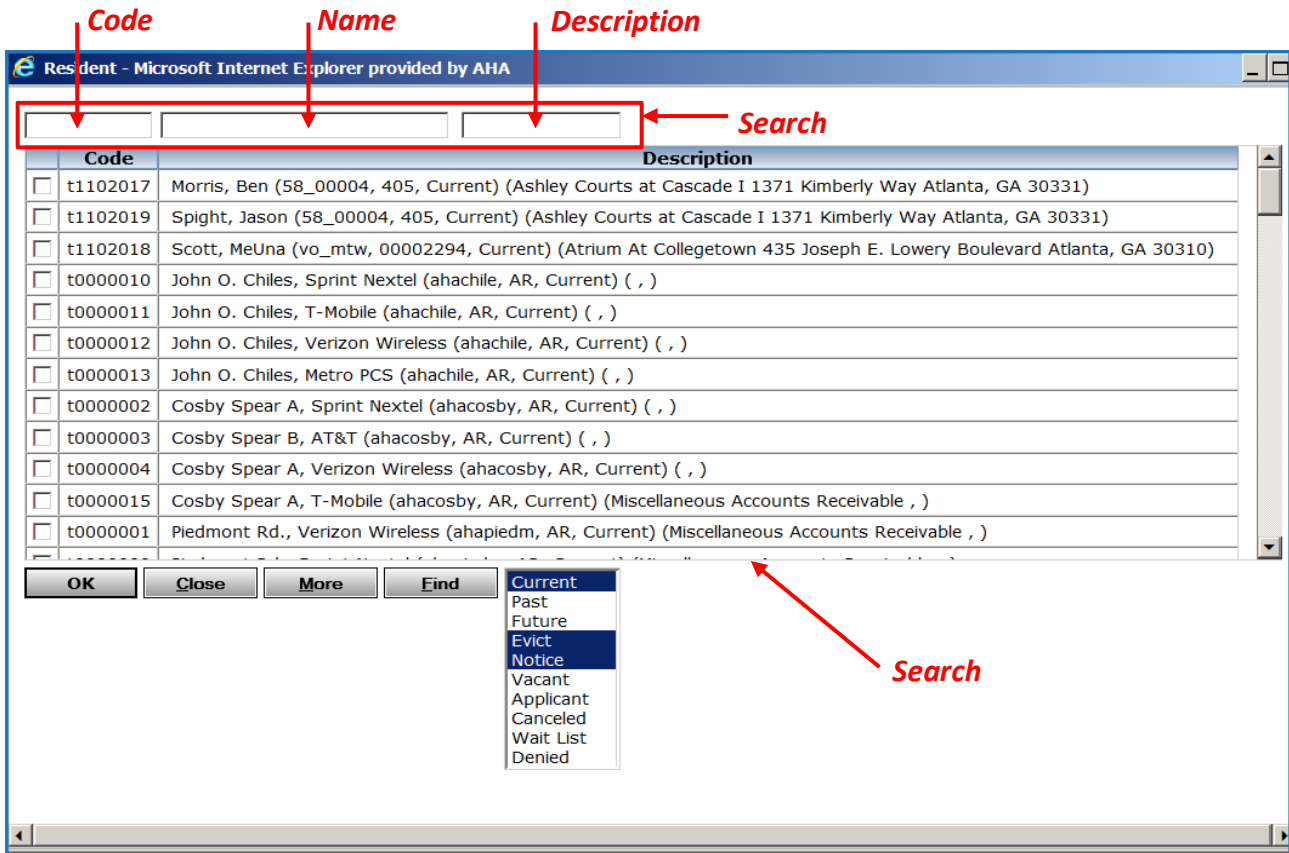 Code Name Description
Resident - Microsoft Internet Explorer provided by AHA
Search
Code Description
t1102017 Morris, Ben (58_00004, 405, Current) (Ashley Courts at Cascade I 1371 Kimberly Way Atlanta, GA 30331)
t1102019 Spight, Jason (58_00004, 405, Current) (Ashley Courts at Cascade I 1371 Kimberly Way Atlanta, GA 30331)
t1102018 Scott, MeUna (vo_mtw, 00002294, Current) (Atrium At Collegetown 435 Joseph E. Lowery Boulevard Atlanta, GA 30310)
t0000010 John O. Chiles, Sprint Nextel (ahachile, AR, Current) ( , )
t0000011 John O. Chiles, T-Mobile (ahachile, AR, Current) ( , )
t0000012 John O. Chiles, Verizon Wireless (ahachile, AR, Current) ( , )
t0000013 John O. Chiles, Metro PCS (ahachile, AR, Current) ( , )
t0000002 Cosby Spear A, Sprint Nextel (ahacosby, AR, Current) ( , )
t0000003 Cosby Spear B, AT&T (ahacosby, AR, Current) ( , )
t0000004 Cosby Spear A, Verizon Wireless (ahacosby, AR, Current) ( , )
t0000015 Cosby Spear A, T-Mobile (ahacosby, AR, Current) (Miscellaneous Accounts Receivable , )
t0000001 Piedmont Rd., Verizon Wireless (ahapiedm, AR, Current) (Miscellaneous Accounts Receivable , )
OK Close More Find Current
Past
Future
Evict
Notice
Search
Vacant
Applicant
Canceled
Wait List
Denied